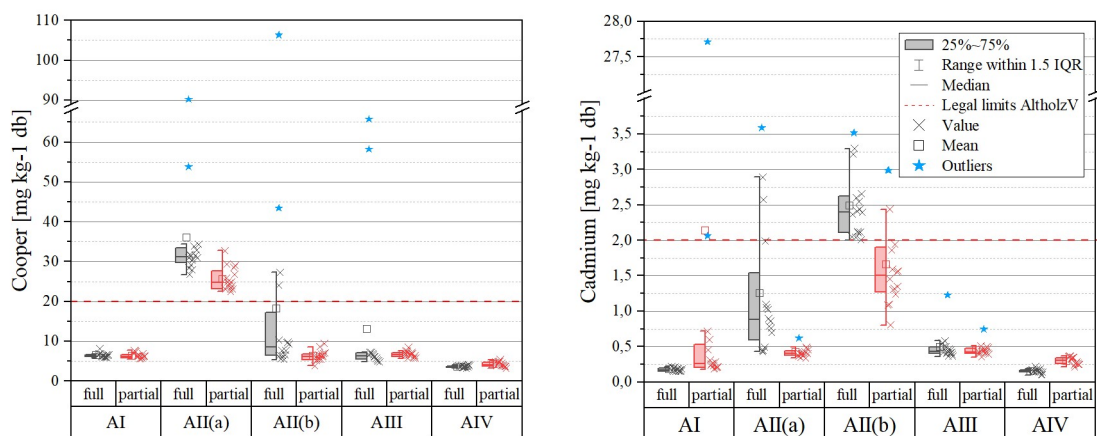 Cooper [mg kg-1 db]
110
105
100
95
90
60
50
40
30
20
10
0
full partial full partial full partial full partial full partial
AI AII(a) AII(b) AIII AIV
Cadmium [mg kg-1 db]
28,0
27,5
3,5
3,0
2,5
2,0
1,5
1,0
0,5
0,0
25%~75%
Range within 1.5 IQR
Median
Legal limits AltholzV
Value
Mean
Outliers
full partial full partial full partial full partial full partial
AI AII(a) AII(b) AIII AIV